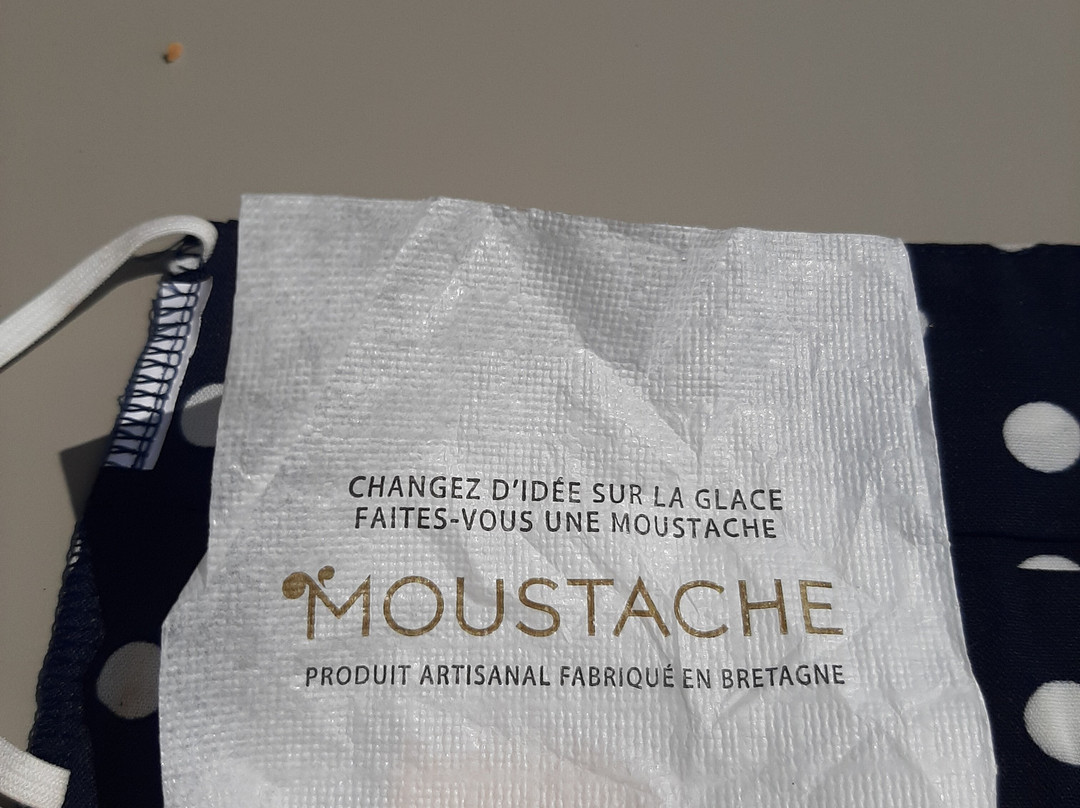 CHANGEZ D'IDÉE SUR LA GLACE
FAITES-VOUS UNE MOUSTACHE
MOUSTACHE
PRODUIT ARTISANAL FABRIQUÉ EN BRETAGNE